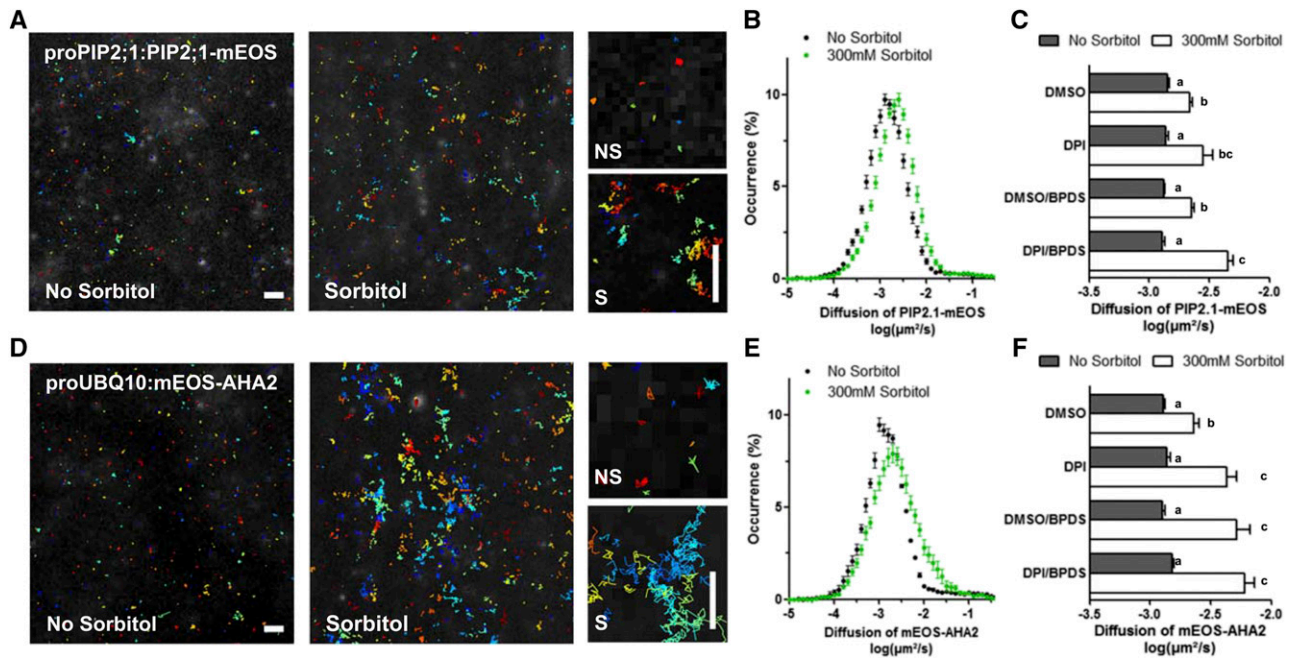 A
proPIP2;1:PIP2;1-mEOS
No Sorbitol
Sorbitol
NS
S
B
No Sorbitol
300mM Sorbitol
10
5
0
Occurrence (%)
-5 -4 -3 -2 -1
Diffusion of PIP2.1-mEOS
log(µm²/s)
C
No Sorbitol 300mM Sorbitol
DMSO
a
b
DPI
a
bc
DMSO/BPDS
a
b
DPI/BPDS
a
c
-3.5 -3.0 -2.5 -2.0
Diffusion of PIP2.1-mEOS
log(µm²/s)
D
proUBQ10:mEOS-AHA2
No Sorbitol
Sorbitol
NS
S
E
No Sorbitol
300mM Sorbitol
10
5
0
Occurrence (%)
-5 -4 -3 -2 -1
Diffusion of mEOS-AHA2
log(µm²/s)
F
No Sorbitol 300mM Sorbitol
DMSO
a
b
DPI
a
c
DMSO/BPDS
a
c
DPI/BPDS
a
c
-3.5 -3.0 -2.5 -2.0
Diffusion of mEOS-AHA2
log(µm²/s)